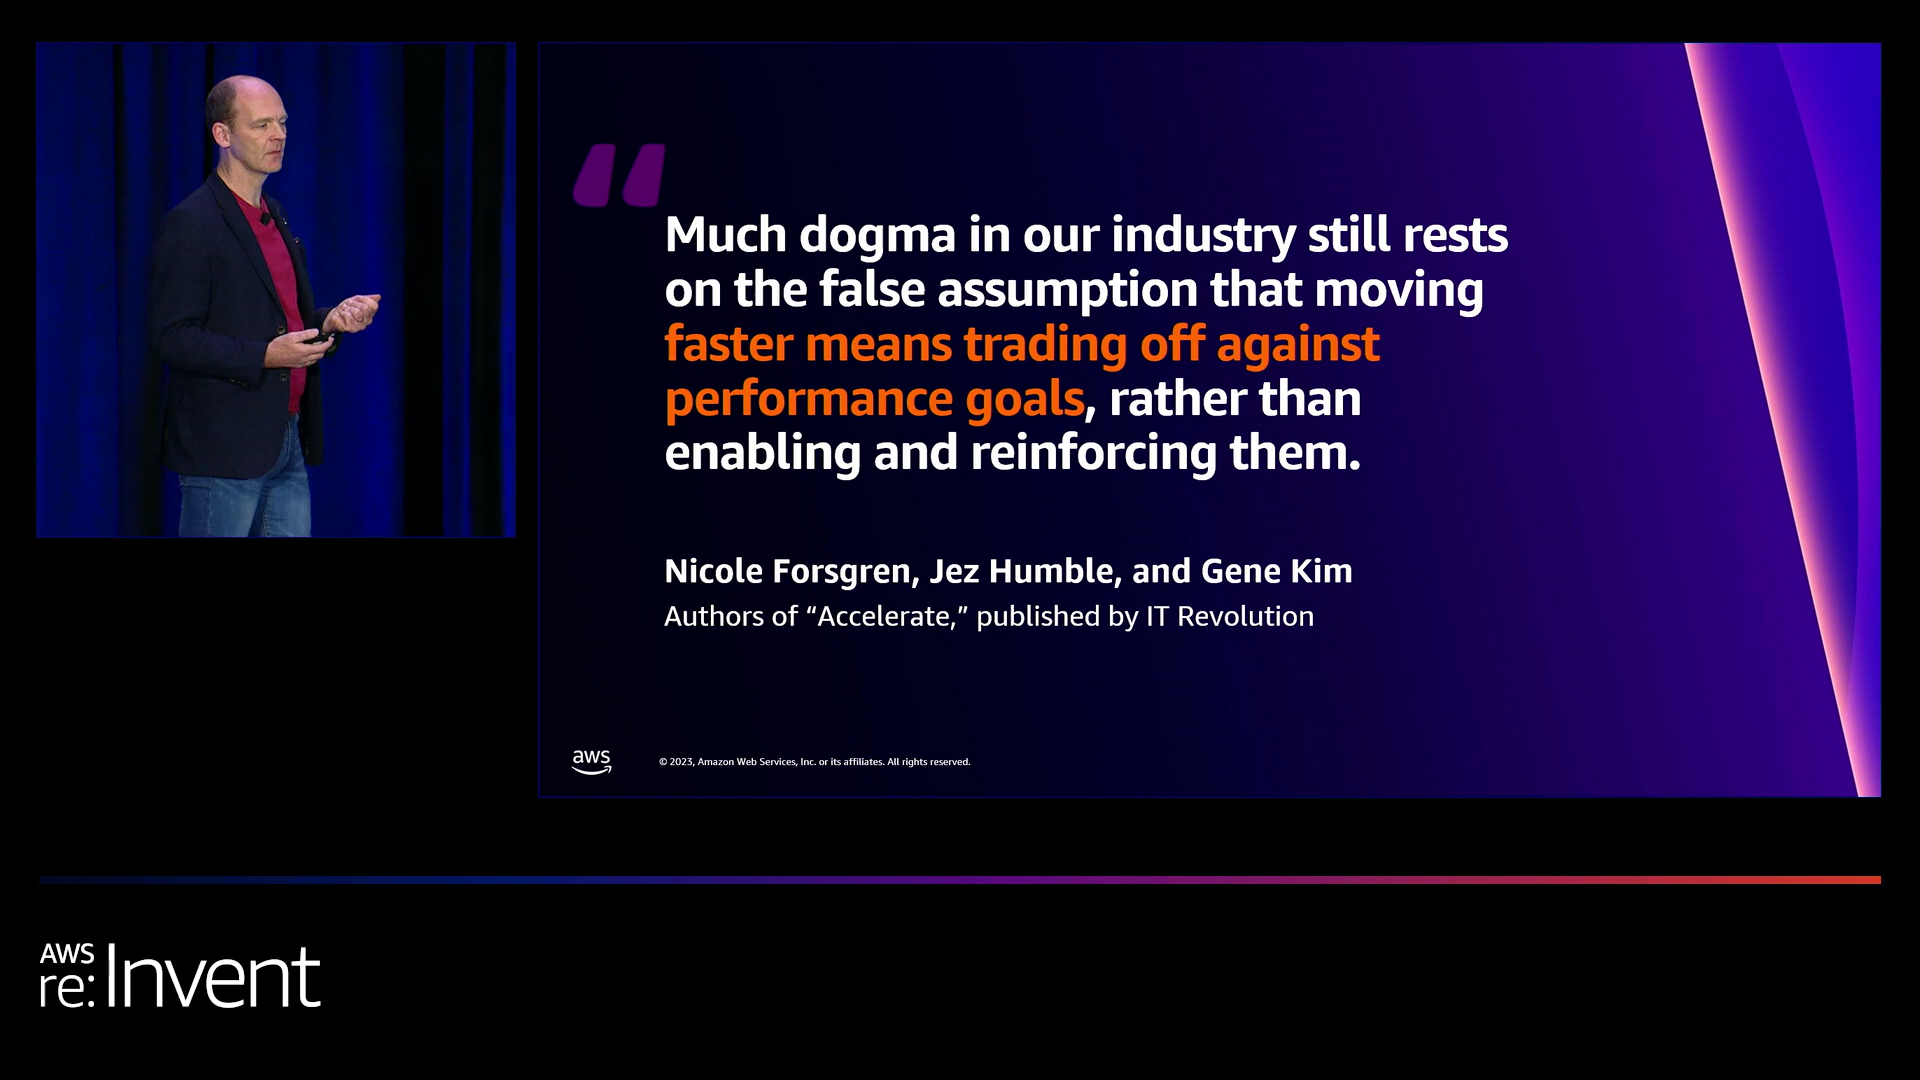 “
Much dogma in our industry still rests
on the false assumption that moving
faster means trading off against
performance goals, rather than
enabling and reinforcing them.
Nicole Forsgren, Jez Humble, and Gene Kim
Authors of “Accelerate,” published by IT Revolution
aws
© 2023, Amazon Web Services, Inc. or its affiliates. All rights reserved.
AWS
re:Invent